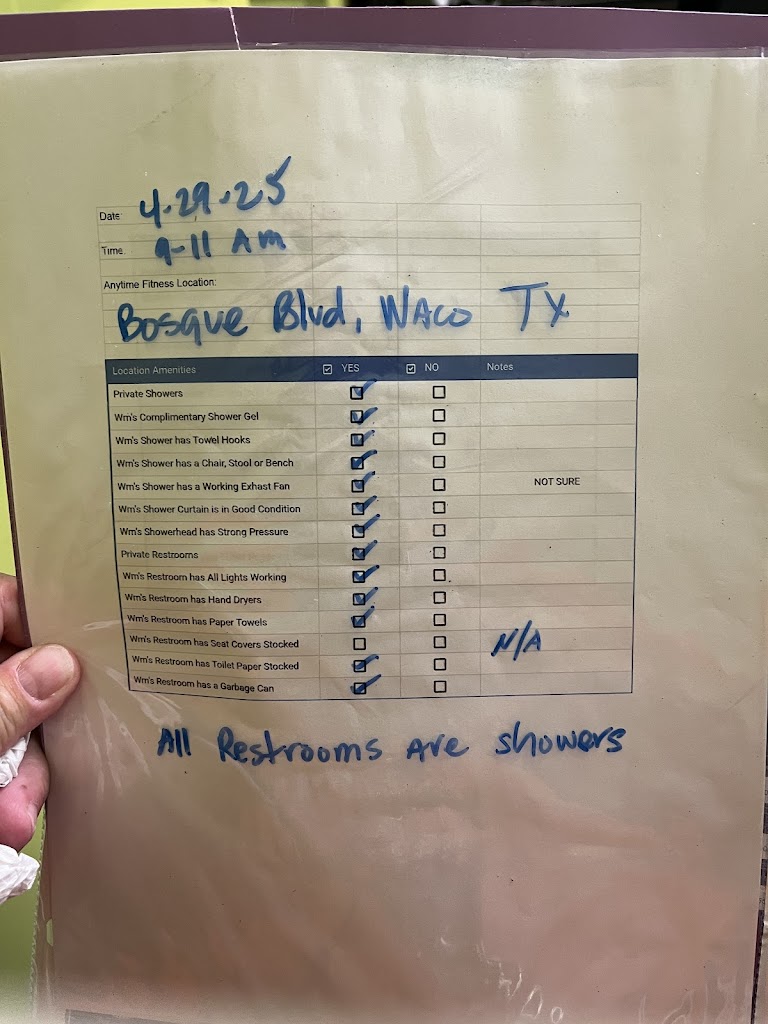 Date: 4-29-25
Time: 9-11 Am
Anytime Fitness Location:
Bosque Blvd, WACO TX
Location Amenities ☑ YES ☑ NO Notes
Private Showers
Wm's Complimentary Shower Gel
Wm's Shower has Towel Hooks
Wm's Shower has a Chair, Stool or Bench
Wm's Shower has a Working Exhast Fan NOT SURE
Wm's Shower Curtain is in Good Condition
Wm's Showerhead has Strong Pressure
Private Restrooms
Wm's Restroom has All Lights Working
Wm's Restroom has Hand Dryers
Wm's Restroom has Paper Towels
Wm's Restroom has Seat Covers Stocked N/A
Wm's Restroom has Toilet Paper Stocked
Wm's Restroom has a Garbage Can
All Restrooms Are showers